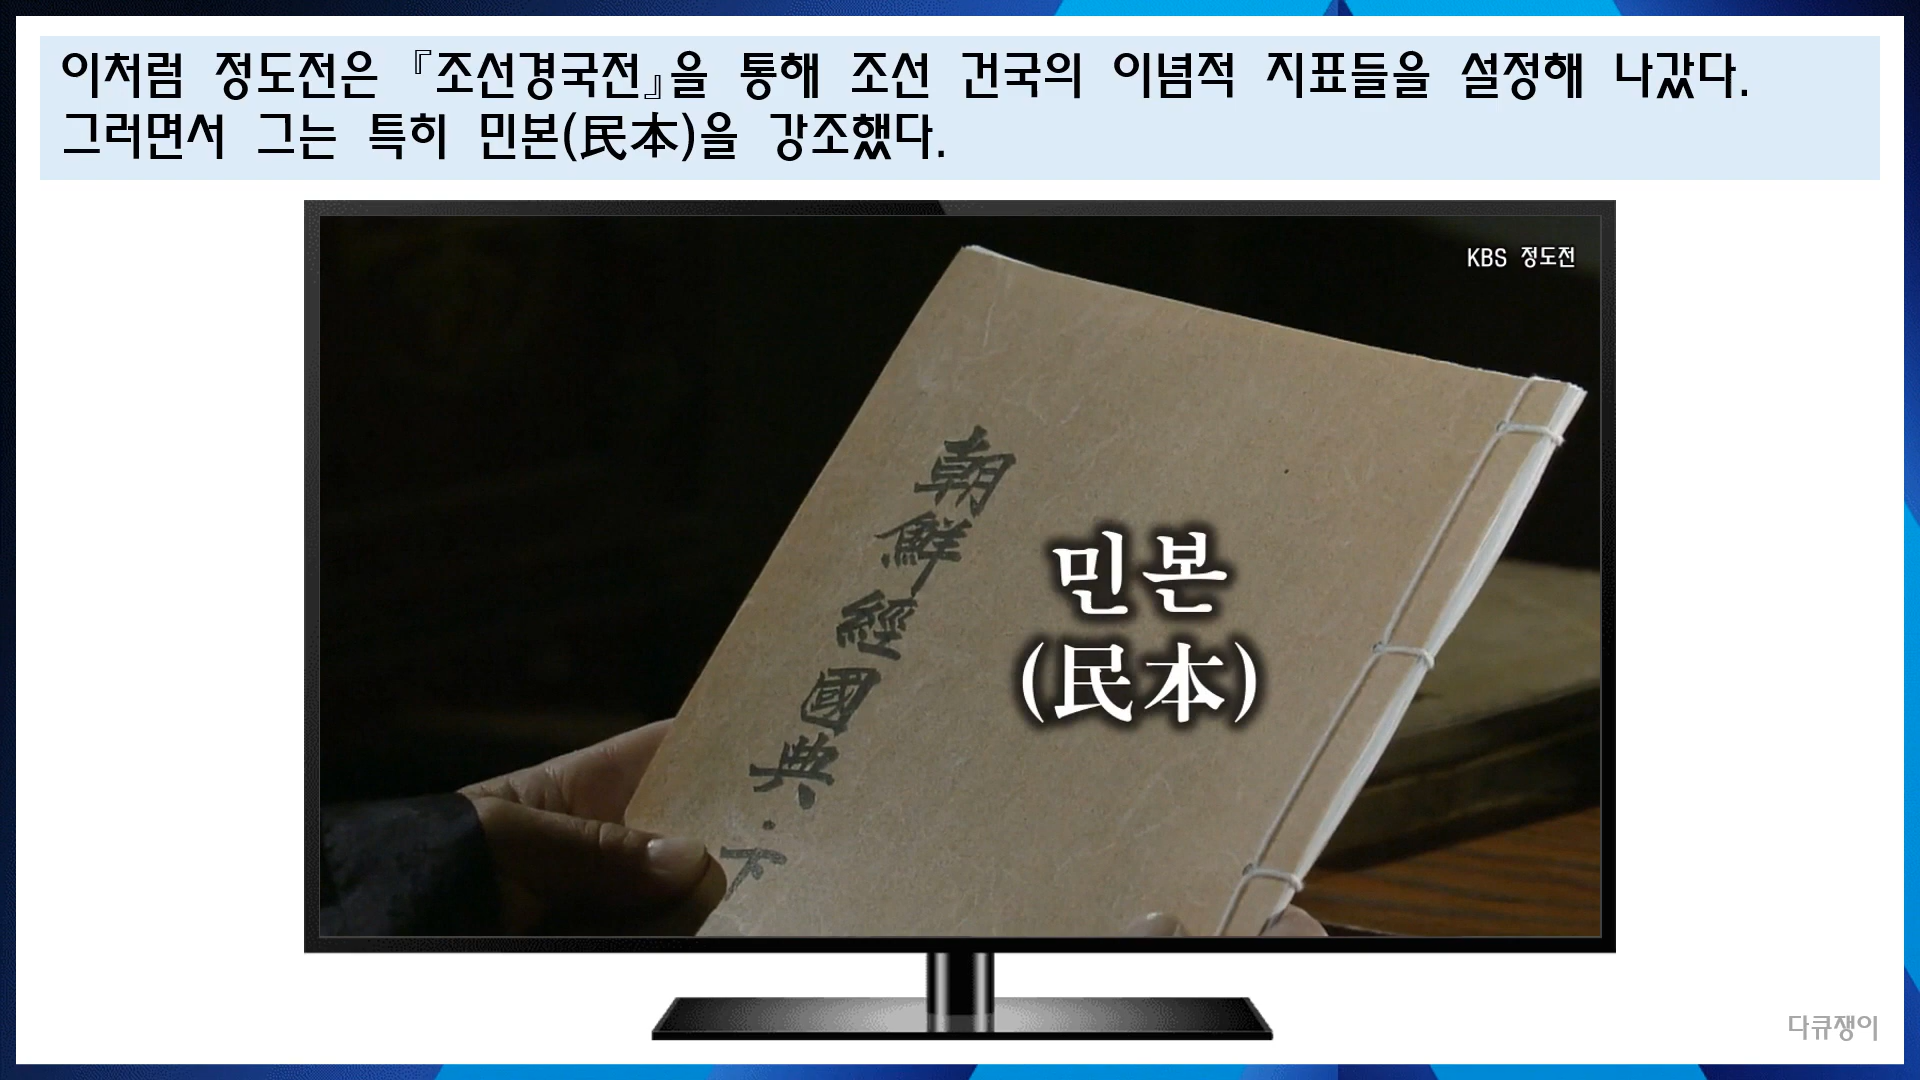 이처럼 정도전은 『조선경국전』을 통해 조선 건국의 이념적 지표들을 설정해 나갔다.
그러면서 그는 특히 민본(民本)을 강조했다.
KBS 정도전
朝鮮經國典·下
민본
(民本)
다큐쟁이